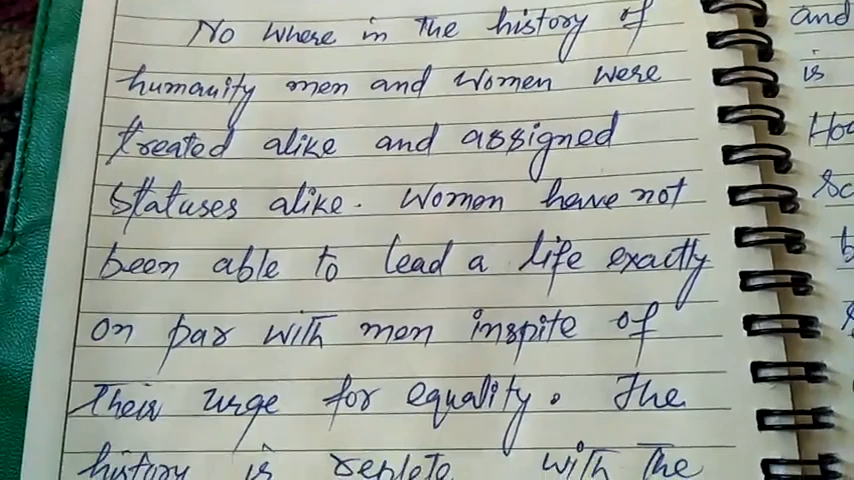 No where in the history of
humanity men and women were
treated alike and assigned
statuses alike. Women have not
been able to lead a life exactly
on par with men inspite of
their urge for equality. The
history is replete with the
and
is